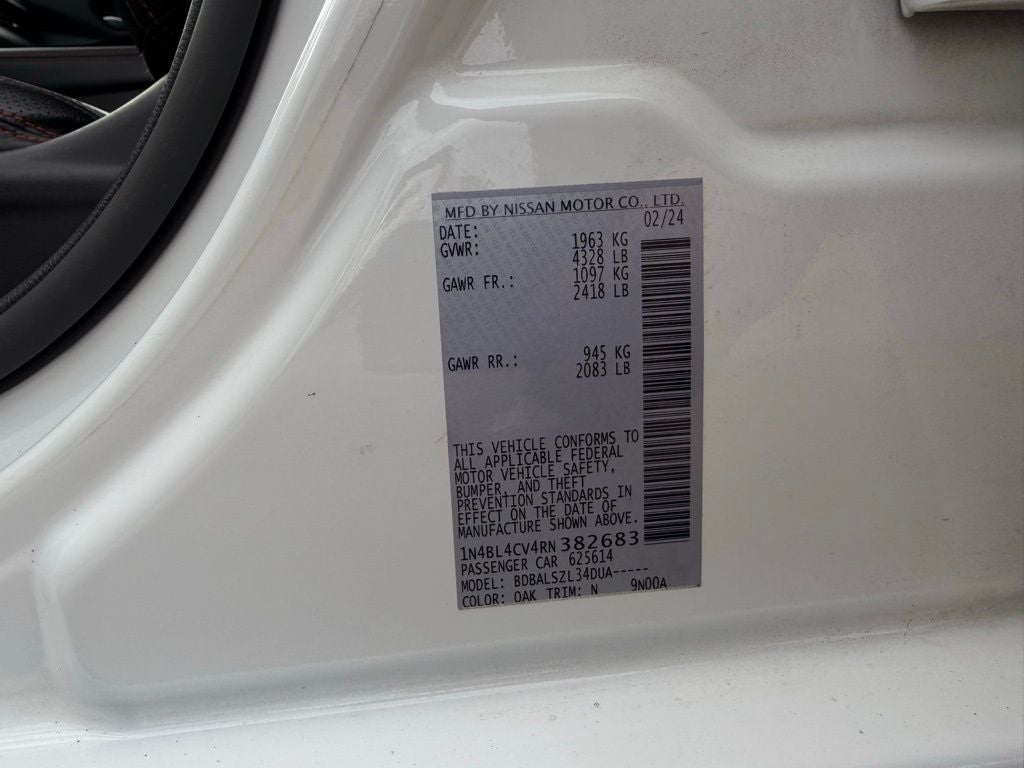 MFD BY NISSAN MOTOR CO., LTD.
DATE: 02/24
GVWR: 1963 KG
4328 LB
GAWR FR.: 1097 KG
2418 LB
GAWR RR.: 945 KG
2083 LB
THIS VEHICLE CONFORMS TO
ALL APPLICABLE FEDERAL
MOTOR VEHICLE SAFETY,
BUMPER, AND THEFT
PREVENTION STANDARDS IN
EFFECT ON THE DATE OF
MANUFACTURE SHOWN ABOVE.
1N4BL4CV4RN382683
PASSENGER CAR 625614
MODEL: BDBALSZL34DUA-----
COLOR: QAK TRIM: N 9N00A